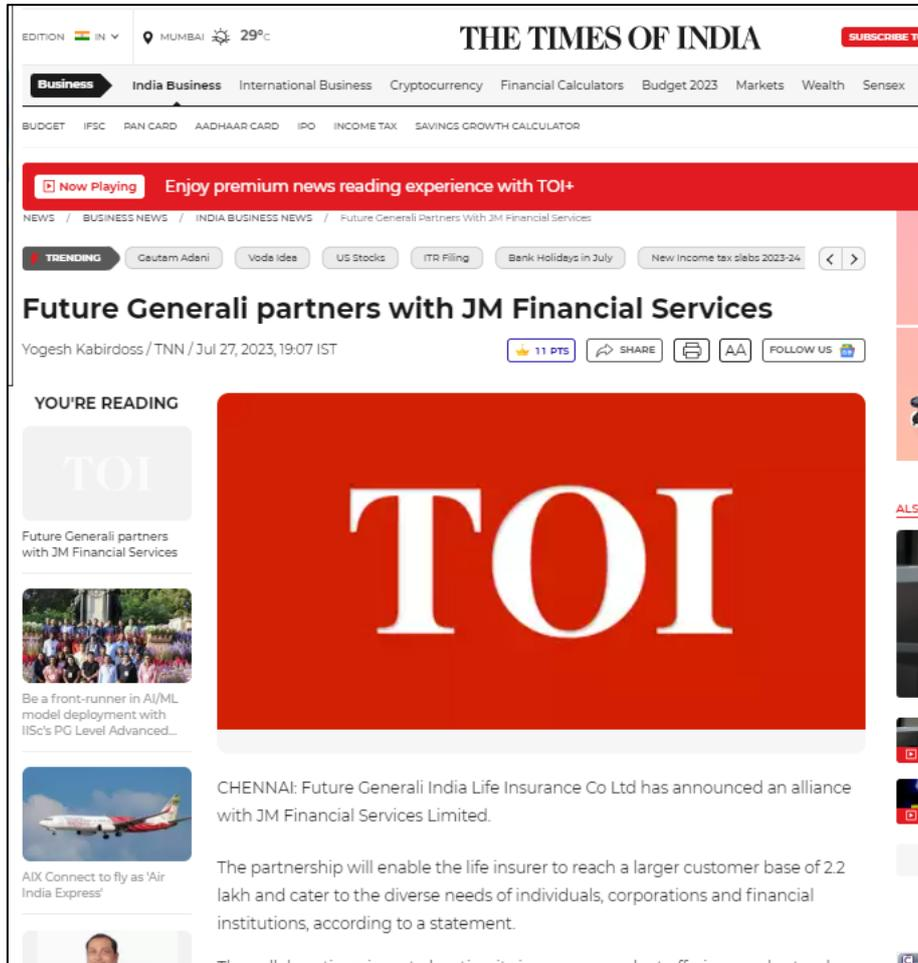 EDITION IN MUMBAI 29°C
THE TIMES OF INDIA
SUBSCRIBE
Business India Business International Business Cryptocurrency Financial Calculators Budget 2023 Markets Wealth Sensex
BUDGET IFSC PAN CARD AADHAAR CARD IPO INCOME TAX SAVINGS GROWTH CALCULATOR
Now Playing Enjoy premium news reading experience with TOI+
NEWS / BUSINESS NEWS / INDIA BUSINESS NEWS / Future Generali Partners With JM Financial Services
TRENDING Gautam Adani Voda Idea US Stocks ITR Filing Bank Holidays in July New Income tax slabs 2023-24
Future Generali partners with JM Financial Services
Yogesh Kabirdoss / TNN / Jul 27, 2023, 19:07 IST
11 PTS SHARE AA FOLLOW US
YOU'RE READING
TOI
Future Generali partners
with JM Financial Services
Be a front-runner in AI/ML
model deployment with
IISc's PG Level Advanced...
AIX Connect to fly as 'Air
India Express'
TOI
CHENNAI: Future Generali India Life Insurance Co Ltd has announced an alliance
with JM Financial Services Limited.
The partnership will enable the life insurer to reach a larger customer base of 2.2
lakh and cater to the diverse needs of individuals, corporations and financial
institutions, according to a statement.
ALS